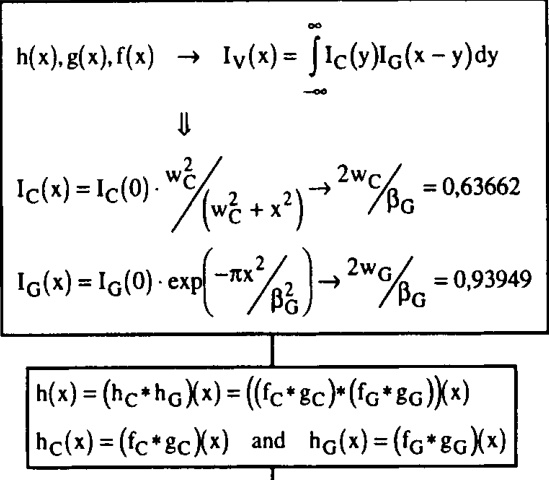 h(x), g(x), f(x) → I_V(x) = ∫_{-∞}^{∞} I_C(y)I_G(x − y)dy
⇓
I_C(x) = I_C(0) · w_C^2/(w_C^2 + x^2) → 2w_C/β_G = 0,63662
I_G(x) = I_G(0) · exp(−πx^2/β_G^2) → 2w_G/β_G = 0,93949
h(x) = (h_C*h_G)(x) = ((f_C*g_C)*(f_G*g_G))(x)
h_C(x) = (f_C*g_C)(x) and h_G(x) = (f_G*g_G)(x)